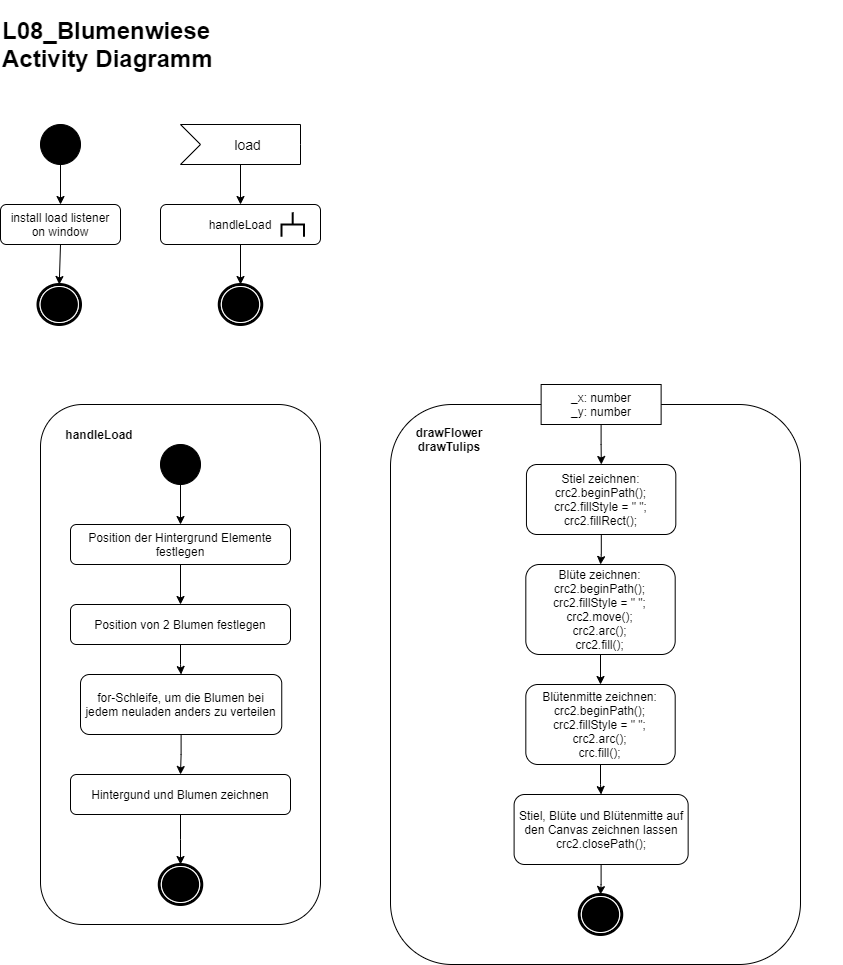 L08_Blumenwiese
Activity Diagramm
load
install load listener
on window
handleLoad
handleLoad
Position der Hintergrund Elemente
festlegen
Position von 2 Blumen festlegen
for-Schleife, um die Blumen bei
jedem neuladen anders zu verteilen
Hintergund und Blumen zeichnen
_x: number
_y: number
drawFlower
drawTulips
Stiel zeichnen:
crc2.beginPath();
crc2.fillStyle = " ";
crc2.fillRect();
Blüte zeichnen:
crc2.beginPath();
crc2.fillStyle = " ";
crc2.move();
crc2.arc();
crc2.fill();
Blütenmitte zeichnen:
crc2.beginPath();
crc2.fillStyle = " ";
crc2.arc();
crc.fill();
Stiel, Blüte und Blütenmitte auf
den Canvas zeichnen lassen
crc2.closePath();